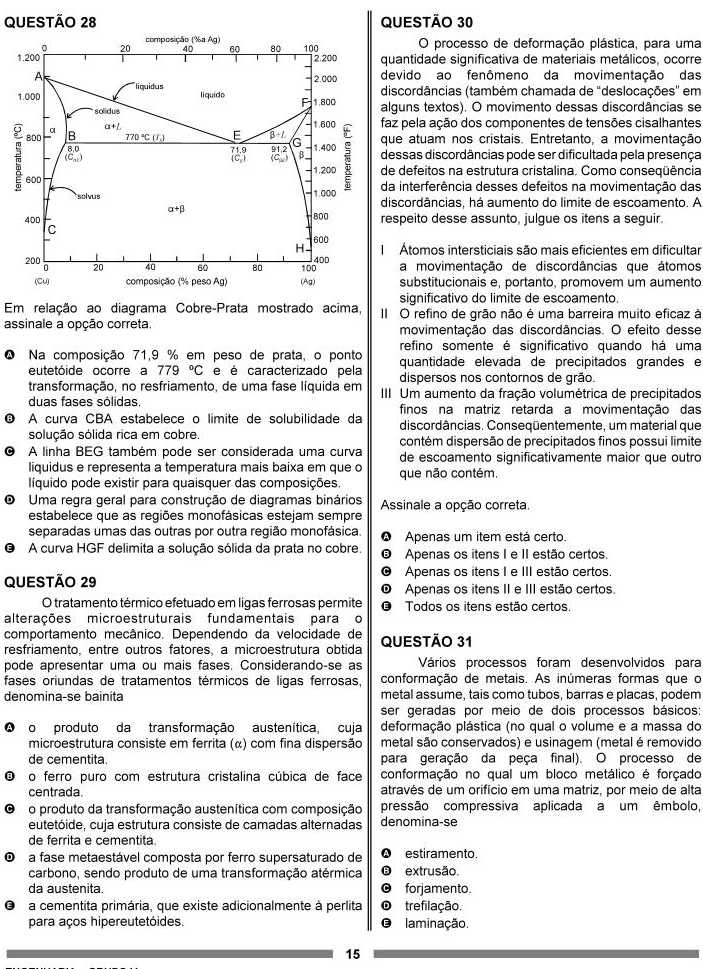 QUESTÃO 28
composição (%a Ag)
0 20 40 60 80 100
1.200
2.000
A
liquidus
líquido
1.800
F
1.000
solidus
1.600
α+L
α
B
770 ºC (T
E
β+L
G
800
1.400
8,0
71,9
91,2
β
1.200
temperatura (ºC)
temperatura (ºF)
600
1.000
solvus
α+β
800
400
C
600
H
200
400
0 20 40 60 80 100
(Cu)
composição (% peso Ag)
(Ag)
Em relação ao diagrama Cobre-Prata mostrado acima,
assinale a opção correta.
A Na composição 71,9 % em peso de prata, o ponto
eutetóide ocorre a 779 ºC e é caracterizado pela
transformação, no resfriamento, de uma fase líquida em
duas fases sólidas.
B A curva CBA estabelece o limite de solubilidade da
solução sólida rica em cobre.
C A linha BEG também pode ser considerada uma curva
liquidus e representa a temperatura mais baixa em que o
líquido pode existir para quaisquer das composições.
D Uma regra geral para construção de diagramas binários
estabelece que as regiões monofásicas estejam sempre
separadas umas das outras por outra região monofásica.
E A curva HGF delimita a solução sólida da prata no cobre.
QUESTÃO 29
O tratamento térmico efetuado em ligas ferrosas permite
alterações microestruturais fundamentais para o
comportamento mecânico. Dependendo da velocidade de
resfriamento, entre outros fatores, a microestrutura obtida
pode apresentar uma ou mais fases. Considerando-se as
fases oriundas de tratamentos térmicos de ligas ferrosas,
denomina-se bainita
A o produto da transformação austenítica, cuja
microestrutura consiste em ferrita (α) com fina dispersão
de cementita.
B o ferro puro com estrutura cristalina cúbica de face
centrada.
C o produto da transformação austenítica com composição
eutetóide, cuja estrutura consiste de camadas alternadas
de ferrita e cementita.
D a fase metaestável composta por ferro supersaturado de
carbono, sendo produto de uma transformação atérmica
da austenita.
E a cementita primária, que existe adicionalmente à perlita
para aços hipereutetóides.
QUESTÃO 30
O processo de deformação plástica, para uma
quantidade significativa de materiais metálicos, ocorre
devido ao fenômeno da movimentação das
discordâncias (também chamada de “deslocações” em
alguns textos). O movimento dessas discordâncias se
faz pela ação dos componentes de tensões cisalhantes
que atuam nos cristais. Entretanto, a movimentação
dessas discordâncias pode ser dificultada pela presença
de defeitos na estrutura cristalina. Como conseqüência
da interferência desses defeitos na movimentação das
discordâncias, há aumento do limite de escoamento. A
respeito desse assunto, julgue os itens a seguir.
I Átomos intersticiais são mais eficientes em dificultar
a movimentação de discordâncias que átomos
substitucionais e, portanto, promovem um aumento
significativo do limite de escoamento.
II O refino de grão não é uma barreira muito eficaz à
movimentação das discordâncias. O efeito desse
refino somente é significativo quando há uma
quantidade elevada de precipitados grandes e
dispersos nos contornos de grão.
III Um aumento da fração volumétrica de precipitados
finos na matriz retarda a movimentação das
discordâncias. Conseqüentemente, um material que
contém dispersão de precipitados finos possui limite
de escoamento significativamente maior que outro
que não contém.
Assinale a opção correta.
A Apenas um item está certo.
B Apenas os itens I e II estão certos.
C Apenas os itens I e III estão certos.
D Apenas os itens II e III estão certos.
E Todos os itens estão certos.
QUESTÃO 31
Vários processos foram desenvolvidos para
conformação de metais. As inúmeras formas que o
metal assume, tais como tubos, barras e placas, podem
ser geradas por meio de dois processos básicos:
deformação plástica (no qual o volume e a massa do
metal são conservados) e usinagem (metal é removido
para geração da peça final). O processo de
conformação no qual um bloco metálico é forçado
através de um orifício em uma matriz, por meio de alta
pressão compressiva aplicada a um êmbolo,
denomina-se
A estiramento.
B extrusão.
C forjamento.
D trefilação.
E laminação.
15